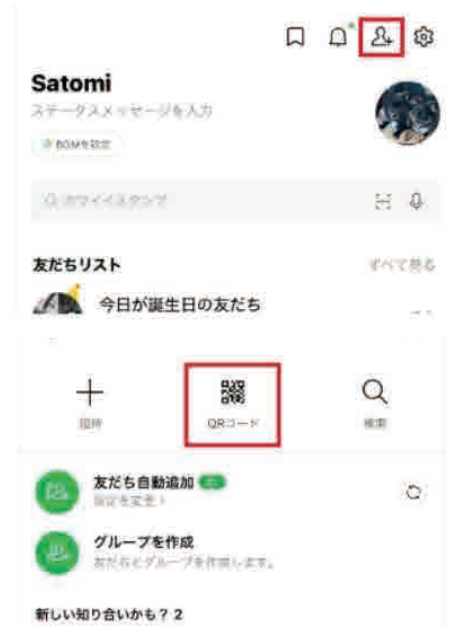 Satomi
ステータスメッセージを入力
BGMを設定
カワイイスタンプ
友だちリスト
すべて見る
今日が誕生日の友だち
招待
QRコード
検索
友だち自動追加
設定を変更
グループを作成
友だちとグループを作成します。
新しい知り合いかも？2